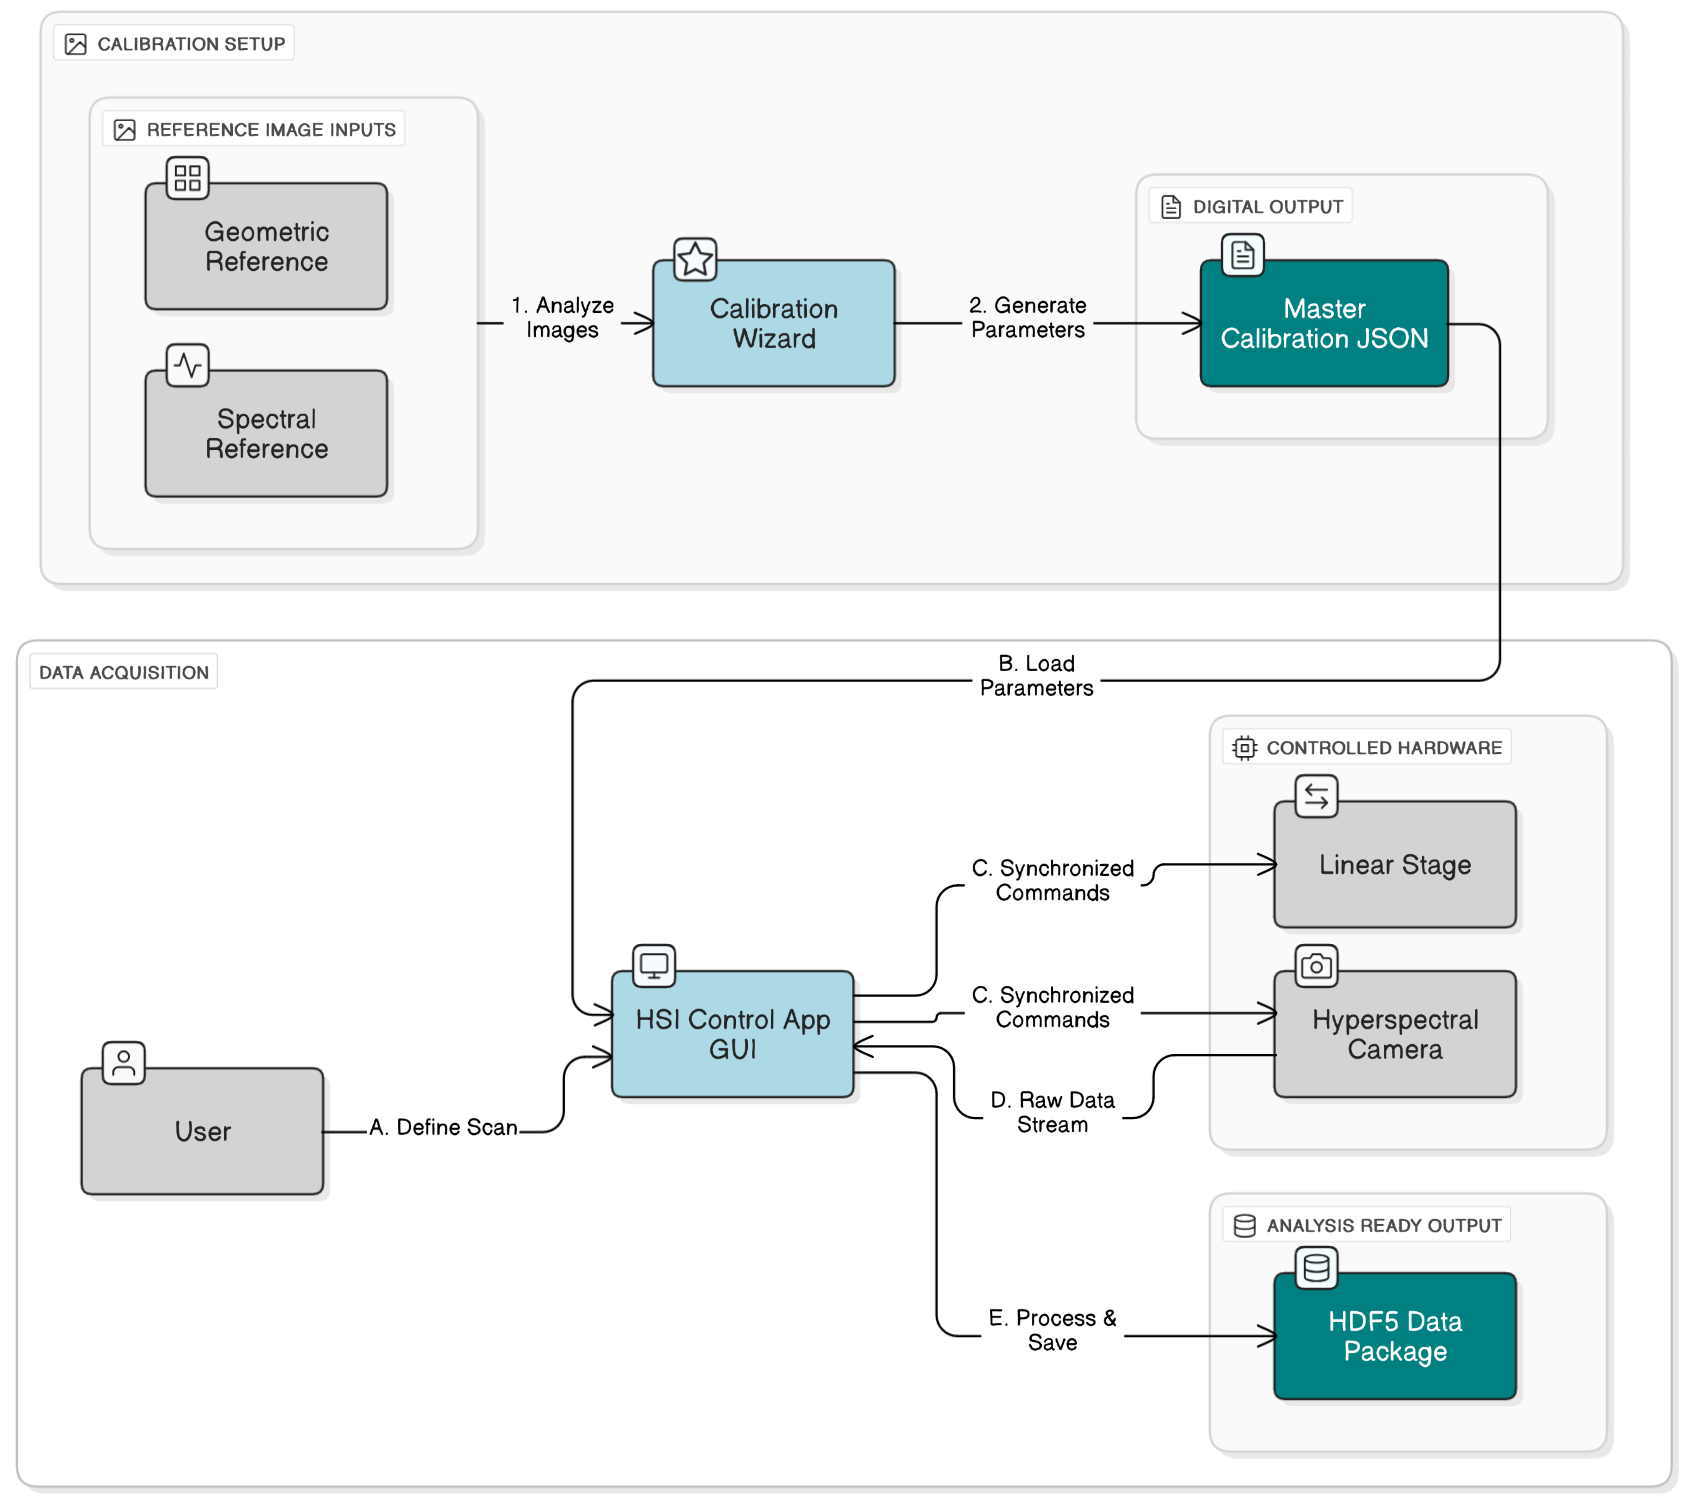 CALIBRATION SETUP
REFERENCE IMAGE INPUTS
Geometric
Reference
Spectral
Reference
1. Analyze
Images
Calibration
Wizard
2. Generate
Parameters
DIGITAL OUTPUT
Master
Calibration JSON
DATA ACQUISITION
B. Load
Parameters
CONTROLLED HARDWARE
Linear Stage
C. Synchronized
Commands
C. Synchronized
Commands
Hyperspectral
Camera
HSI Control App
GUI
D. Raw Data
Stream
User
A. Define Scan
ANALYSIS READY OUTPUT
E. Process &
Save
HDF5 Data
Package